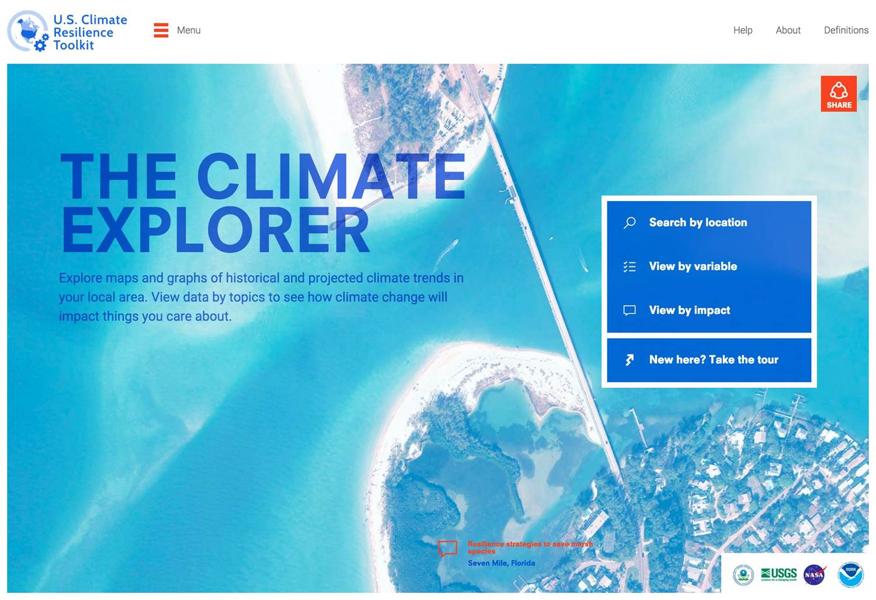 U.S. Climate
Resilience
Toolkit
Menu
Help
About
Definitions
SHARE
THE CLIMATE
EXPLORER
Explore maps and graphs of historical and projected climate trends in
your local area. View data by topics to see how climate change will
impact things you care about.
Search by location
View by variable
View by impact
New here? Take the tour
Resilience strategies to save marsh
species
Seven Mile, Florida
USGS
NASA